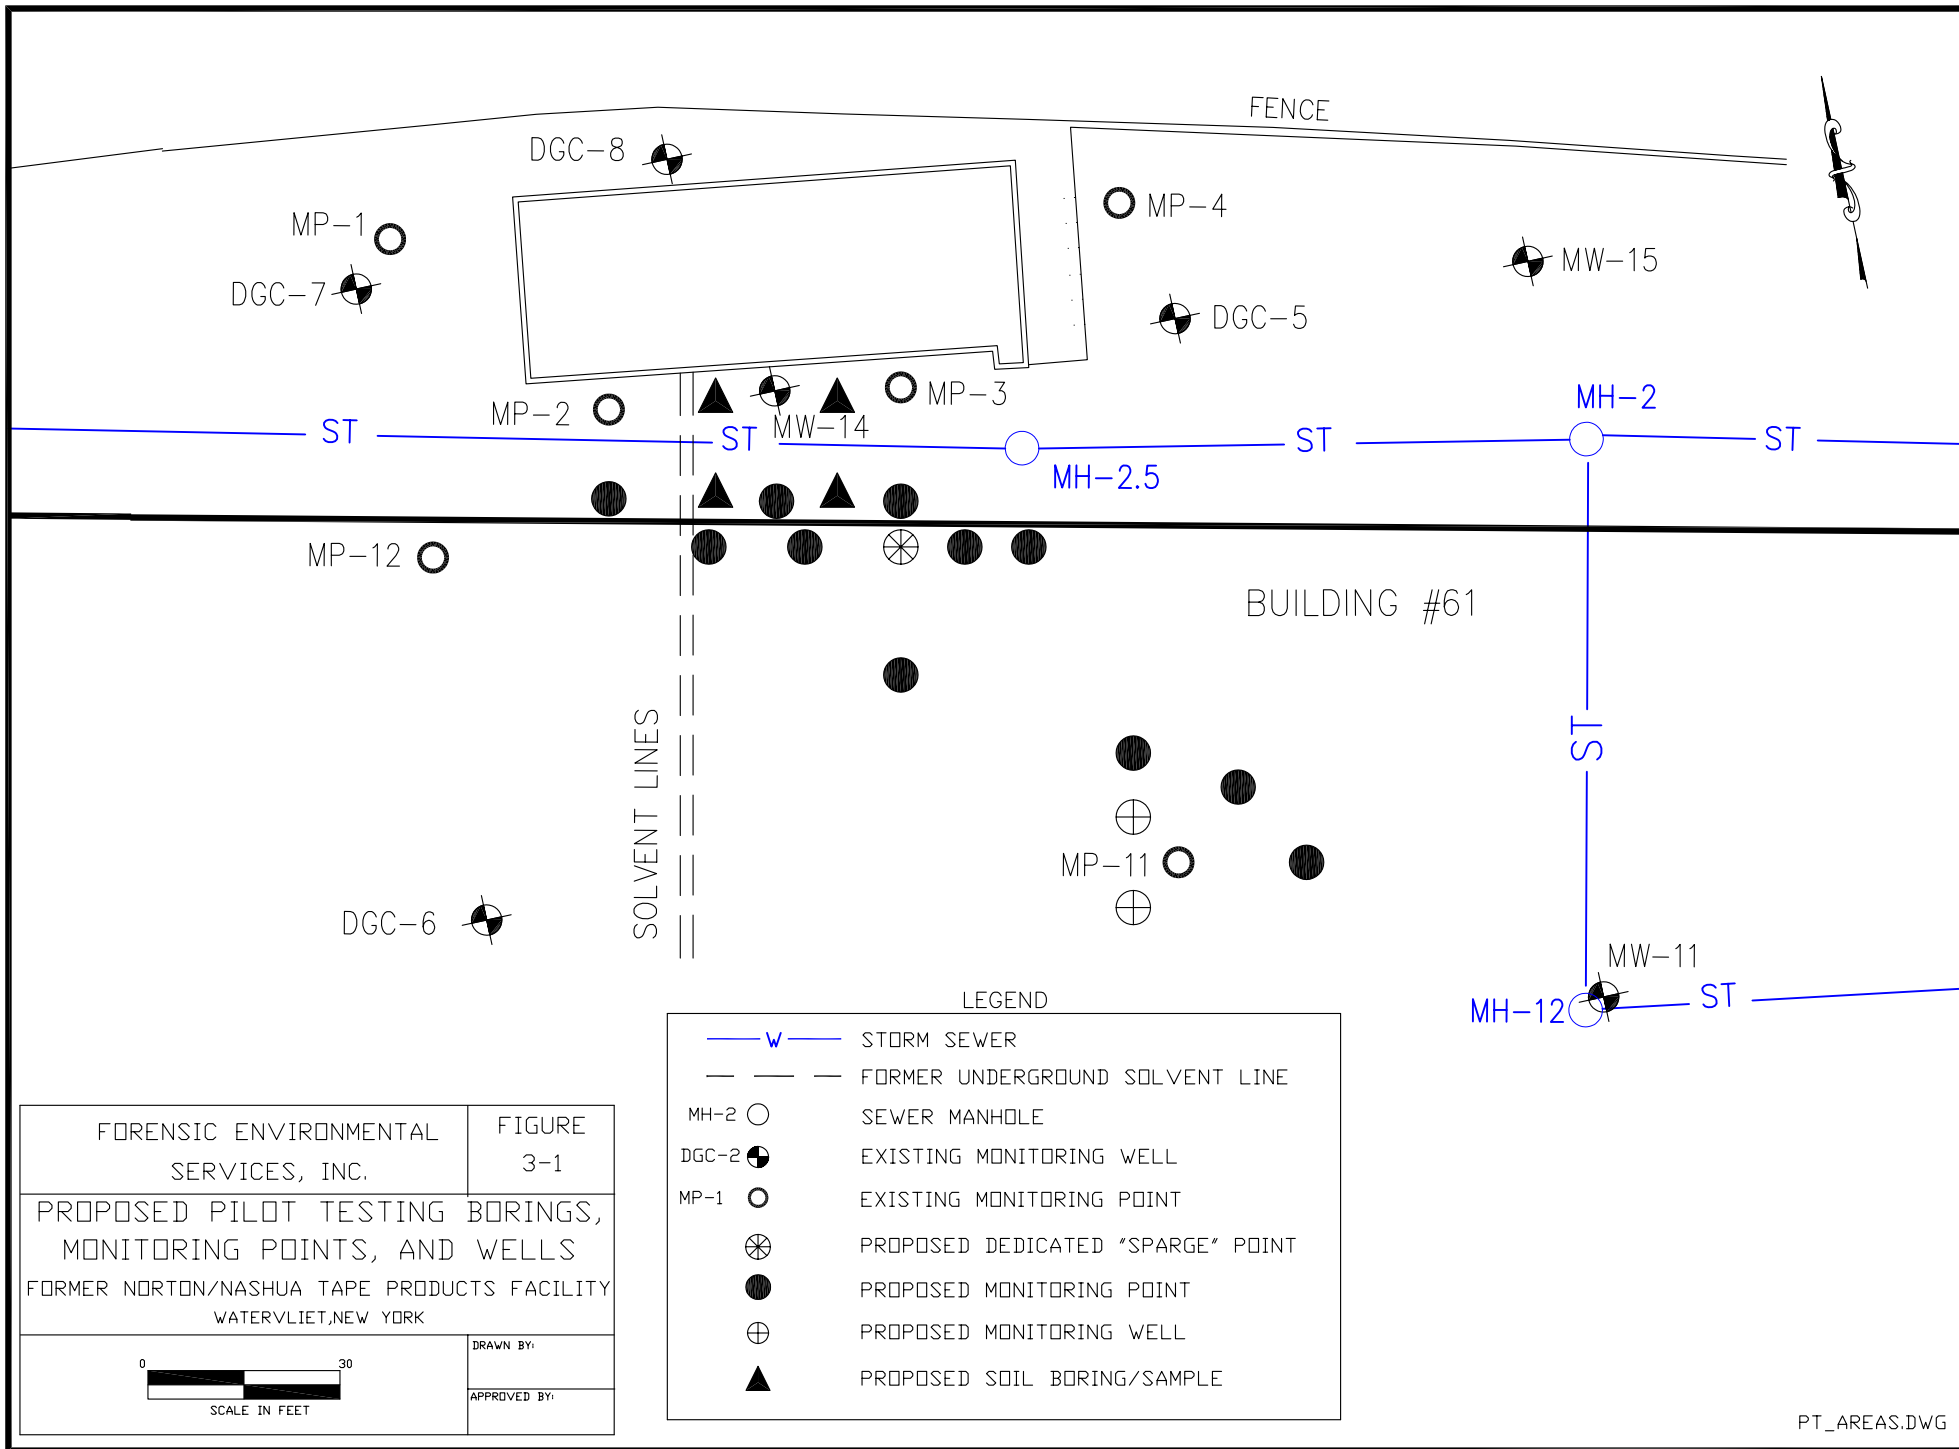 FENCE
DGC-8
MP-4
MP-1
MW-15
DGC-7
DGC-5
MP-3
MH-2
MP-2
MW-14
ST
ST
ST
ST
MH-2.5
MP-12
BUILDING #61
SOLVENT LINES
ST
MP-11
DGC-6
MW-11
ST
MH-12
LEGEND
W
STORM SEWER
FORMER UNDERGROUND SOLVENT LINE
MH-2
SEWER MANHOLE
DGC-2
EXISTING MONITORING WELL
MP-1
EXISTING MONITORING POINT
PROPOSED DEDICATED "SPARGE" POINT
PROPOSED MONITORING POINT
PROPOSED MONITORING WELL
PROPOSED SOIL BORING/SAMPLE
FORENSIC ENVIRONMENTAL
SERVICES, INC.
FIGURE
3-1
PROPOSED PILOT TESTING BORINGS,
MONITORING POINTS, AND WELLS
FORMER NORTON/NASHUA TAPE PRODUCTS FACILITY
WATERVLIET,NEW YORK
0 30
SCALE IN FEET
DRAWN BY:
APPROVED BY:
PT_AREAS.DWG